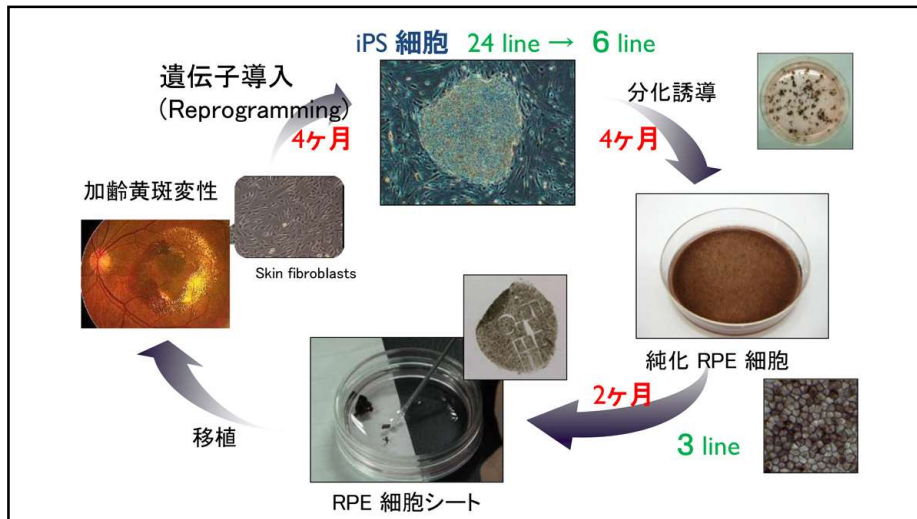 iPS 細胞 24 line → 6 line
遺伝子導入
(Reprogramming)
4ヶ月
分化誘導
4ヶ月
加齢黄斑変性
Skin fibroblasts
純化 RPE 細胞
2ヶ月
3 line
移植
RPE 細胞シート